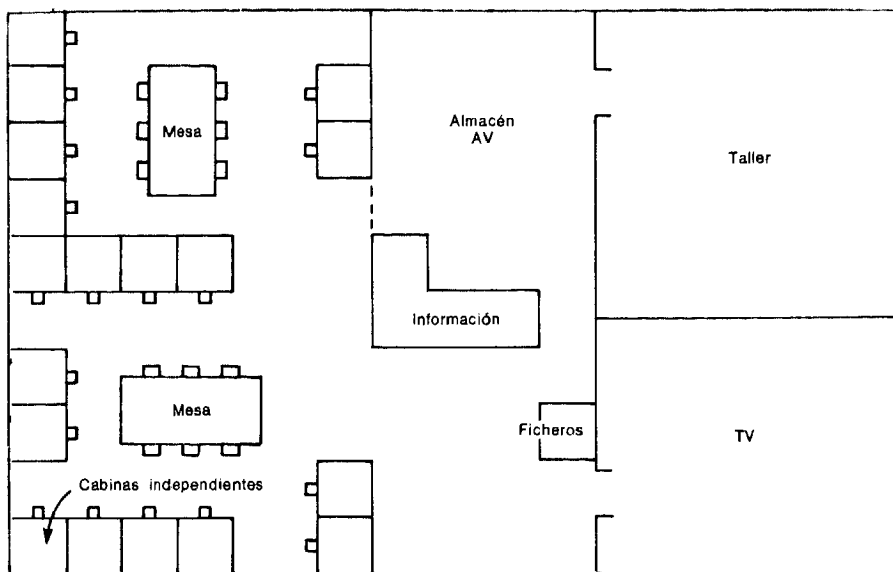 Almacén
AV
Mesa
Taller
Información
Mesa
Ficheros
TV
Cabinas independientes